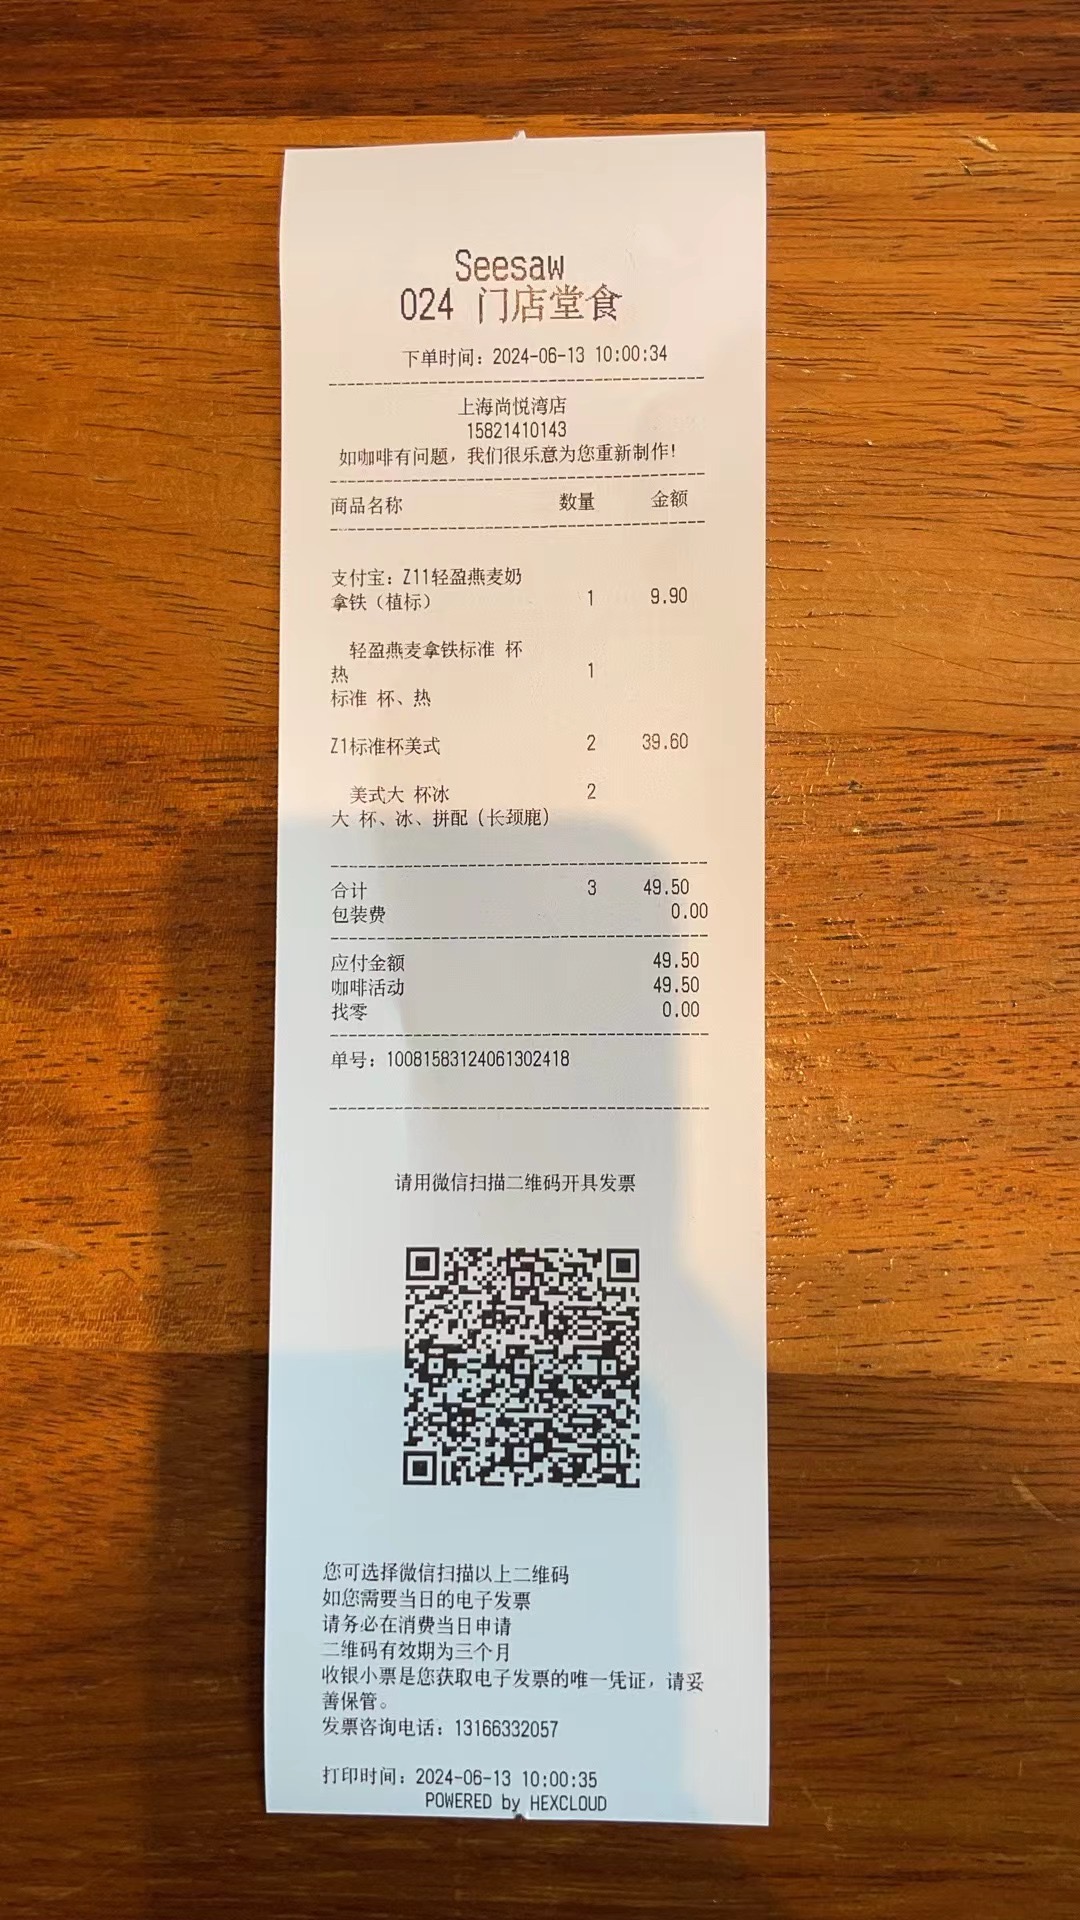 Seesaw
024 门店堂食
下单时间：2024-06-13 10:00:34
上海尚悦湾店
15821410143
如咖啡有问题，我们很乐意为您重新制作！
商品名称 数量 金额
支付宝：Z11轻盈燕麦奶
拿铁（植标） 1 9.90
轻盈燕麦拿铁标准 杯
热 1
标准 杯、热
Z1标准杯美式 2 39.60
美式大 杯冰 2
大 杯、冰、拼配（长颈鹿）
合计 3 49.50
包装费 0.00
应付金额 49.50
咖啡活动 49.50
找零 0.00
单号：10081583124061302418
请用微信扫描二维码开具发票
您可选择微信扫描以上二维码
如您需要当日的电子发票
请务必在消费当日申请
二维码有效期为三个月
收银小票是您获取电子发票的唯一凭证，请妥
善保管。
发票咨询电话：13166332057
打印时间：2024-06-13 10:00:35
POWERED by HEXCLOUD